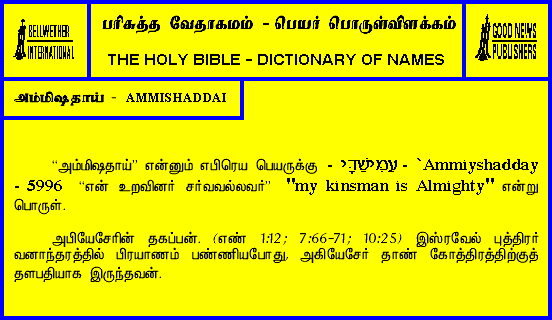 BELLWETHER
INTERNATIONAL
பரிசுத்த வேதாகமம் - பெயர் பொருள்விளக்கம்
THE HOLY BIBLE - DICTIONARY OF NAMES
GOOD NEWS
PUBLISHERS
அம்மிஷதாய் - AMMISHADDAI
“அம்மிஷதாய்” என்னும் எபிரெய பெயருக்கு - עַמִּישַׁדָּי - `Ammiyshadday
- 5996 “என் உறவினர் சர்வவல்லவர்” "my kinsman is Almighty" என்று
பொருள்.
அபியேசேரின் தகப்பன். (எண் 1:12; 7:66-71; 10:25) இஸ்ரவேல் புத்திரர்
வனாந்தரத்தில் பிரயாணம் பண்ணியபோது, அகியேசேர் தாண் கோத்திரத்திற்குத்
தளபதியாக இருந்தவன்.